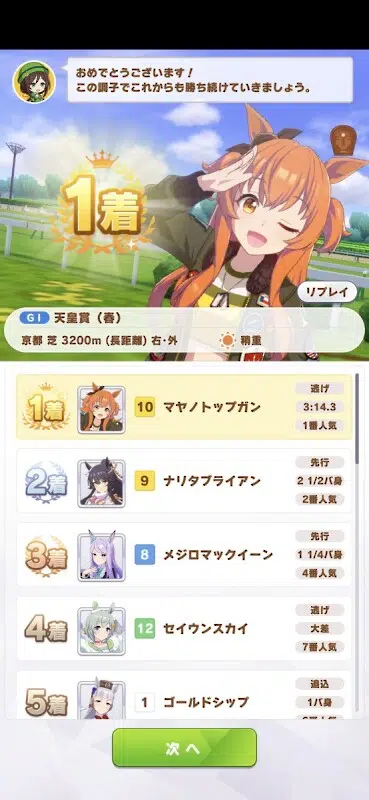 おめでとうございます！
この調子でこれからも勝ち続けていきましょう。
1着
リプレイ
GI 天皇賞（春）
京都 芝 3200m (長距離) 右・外 稍重
1着 10 マヤノトップガン
逃げ
3:14.3
1番人気
2着 9 ナリタブライアン
先行
2 1/2バ身
2番人気
3着 8 メジロマックイーン
先行
1 1/4バ身
4番人気
4着 12 セイウンスカイ
逃げ
大差
7番人気
5着 1 ゴールドシップ
追込
1バ身
次へ